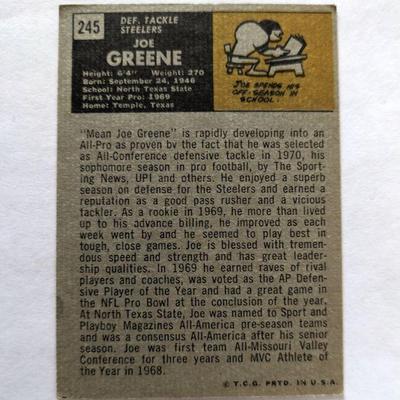 245
DEF. TACKLE
STEELERS
JOE
GREENE
Height: 6'4" Weight: 270
Born: September 24, 1946
School: North Texas State
First Year Pro: 1969
Home: Temple, Texas
JOE SPENDS HIS
OFF-SEASON IN
SCHOOL.
"Mean Joe Greene" is rapidly developing into an
All-Pro as proven by the fact that he was selected
as All-Conference defensive tackle in 1970, his
sophomore season in pro football, by The Sport-
ing News, UPI and others. He enjoyed a superb
season on defense for the Steelers and earned a
reputation as a good pass rusher and a vicious
tackler. As a rookie in 1969, he more than lived up
to his advance billing, he improved as each
week went by and he seemed to play best in
tough, close games. Joe is blessed with tremen-
dous speed and strength and has great leader-
ship qualities. In 1969 he earned raves of rival
players and coaches, was voted as the AP Defen-
sive Player of the Year and had a great game in
the NFL Pro Bowl at the conclusion of the year.
At North Texas State, Joe was named to Sport and
Playboy Magazines All-America pre-season teams
and was a consensus All-America after his
senior season. Joe was first team All-Missouri Valley
Conference for three years and MVC Athlete of
the Year in 1968.
© T.C.G. PRTD. IN U.S.A.